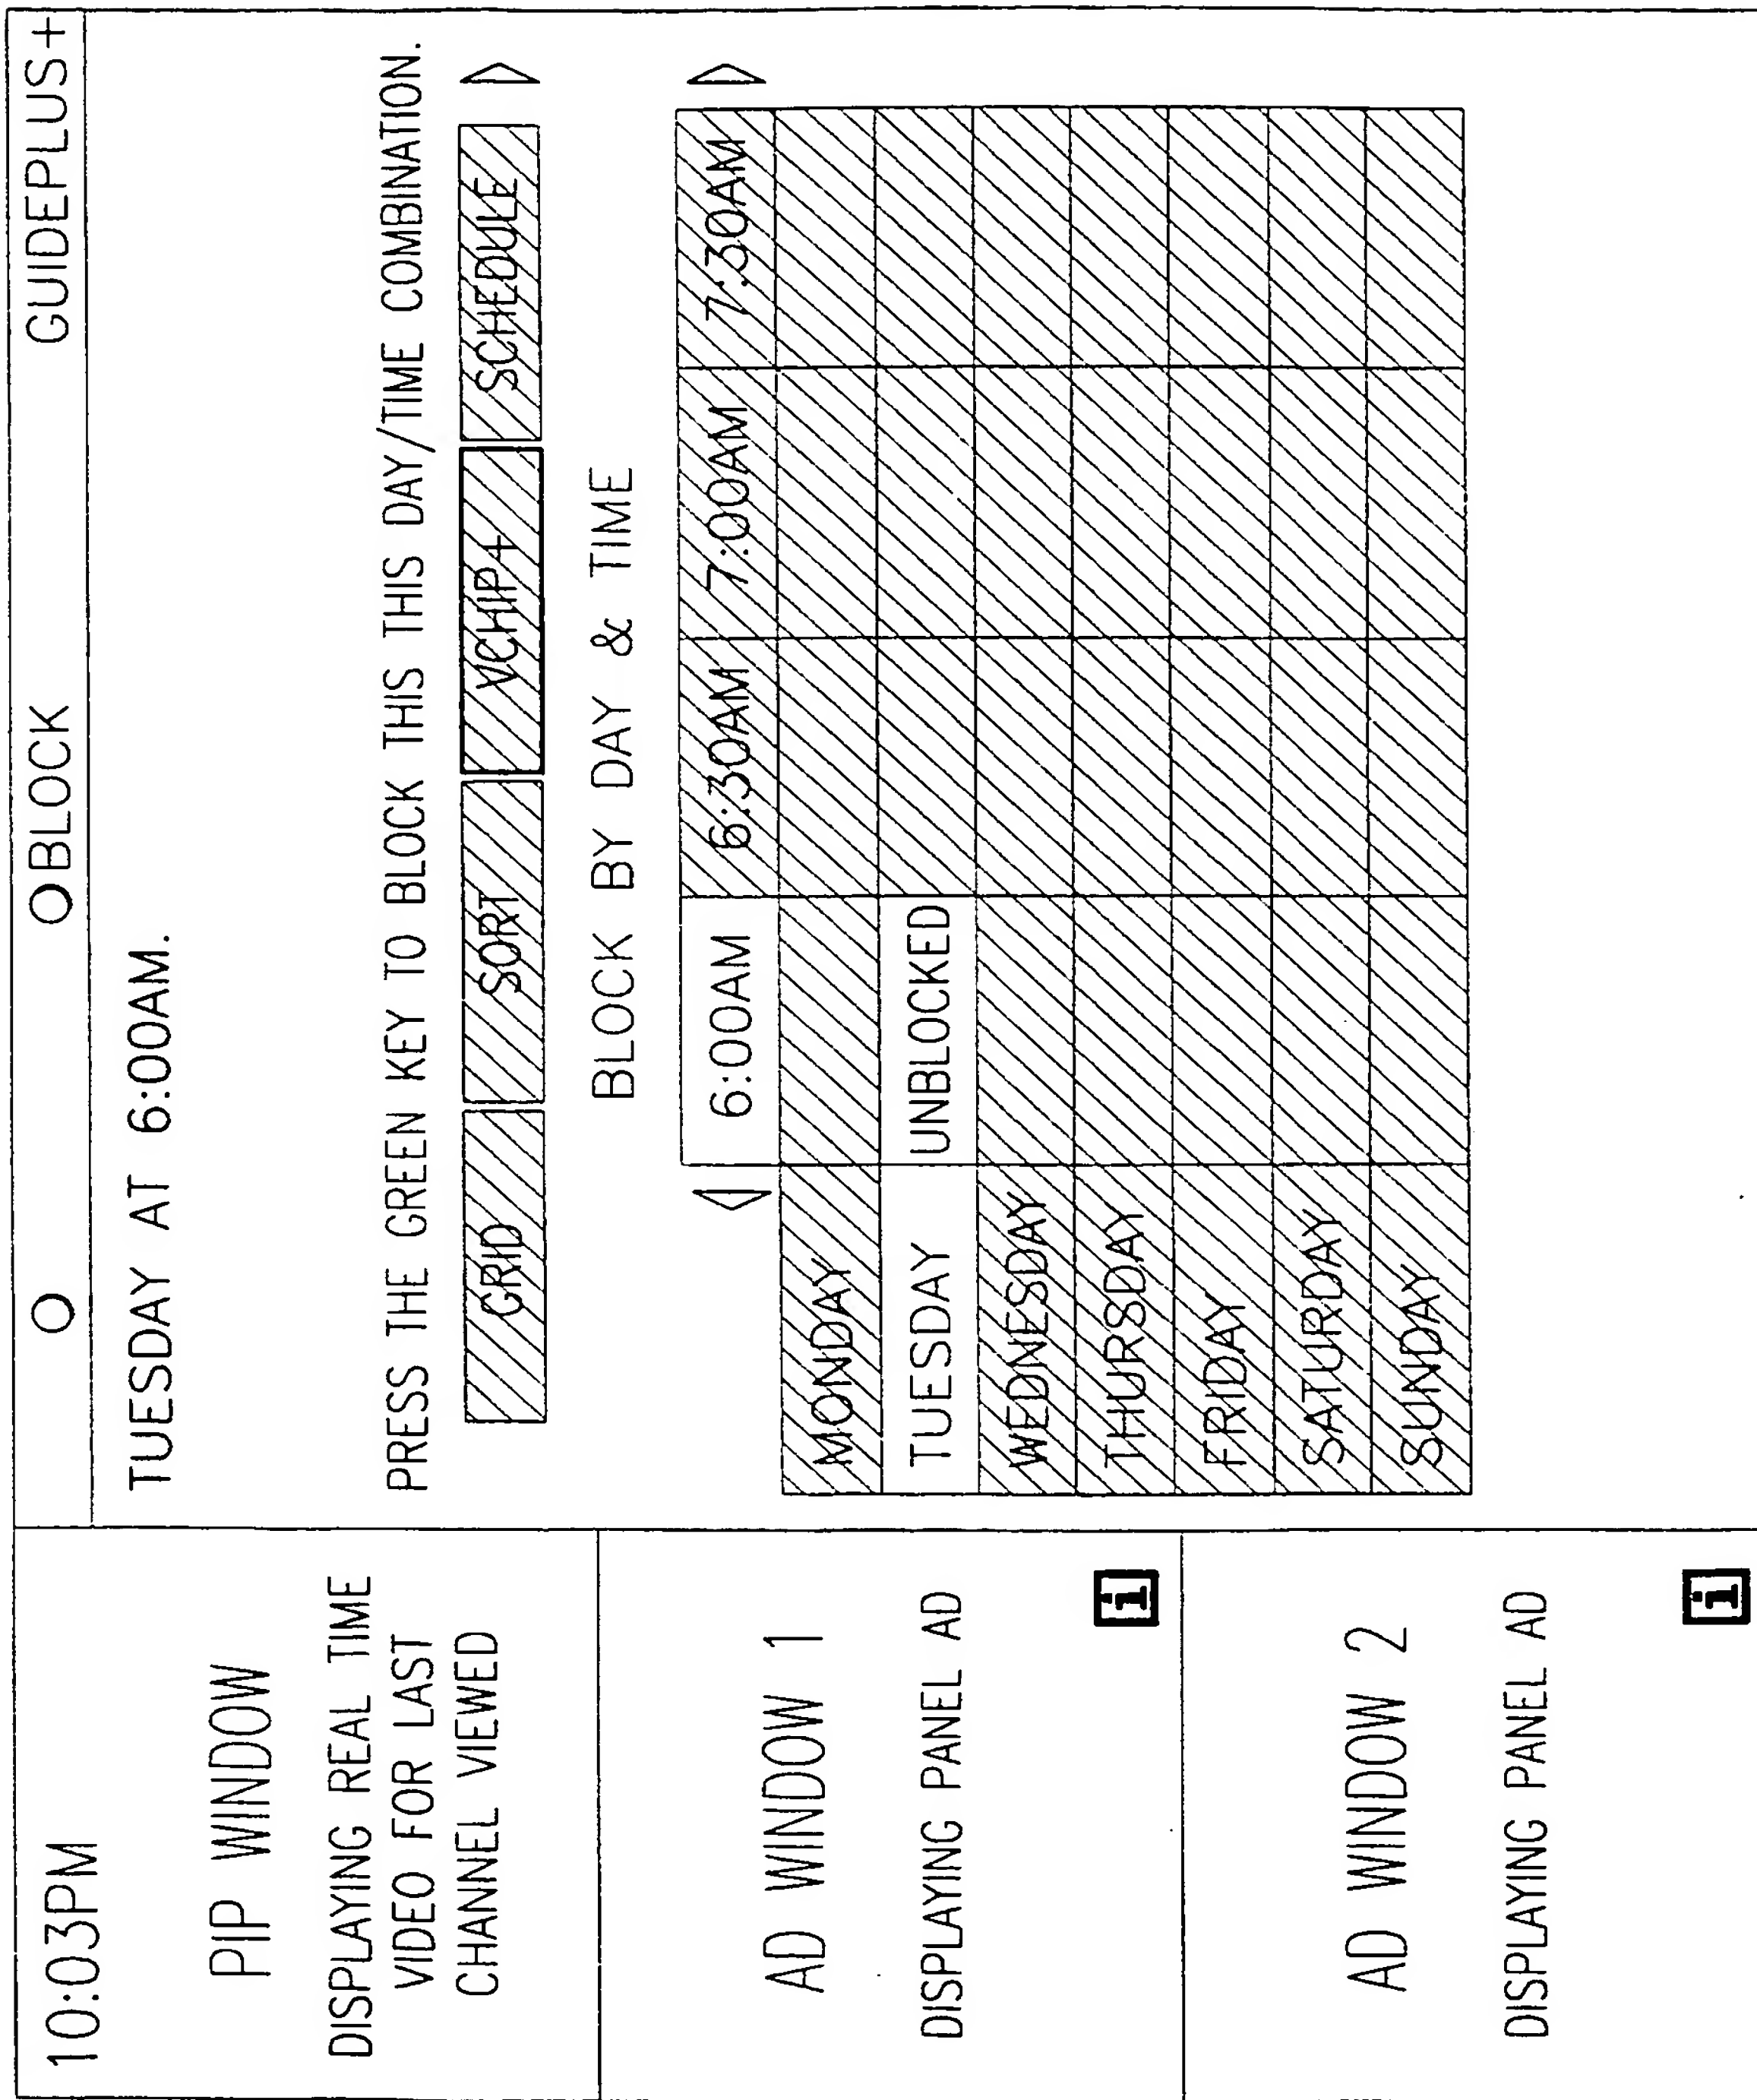 10:03PM
PIP WINDOW
DISPLAYING REAL TIME
VIDEO FOR LAST
CHANNEL VIEWED
AD WINDOW 1
DISPLAYING PANEL AD
i
AD WINDOW 2
DISPLAYING PANEL AD
i
BLOCK GUIDEPLUS+
TUESDAY AT 6:00AM.
PRESS THE GREEN KEY TO BLOCK THIS THIS DAY/TIME COMBINATION.
GRID SORT VCHIP+ SCHEDULE
BLOCK BY DAY & TIME
6:00AM 6:30AM 7:00AM 7:30AM
MONDAY
TUESDAY UNBLOCKED
WEDNESDAY
THURSDAY
FRIDAY
SATURDAY
SUNDAY